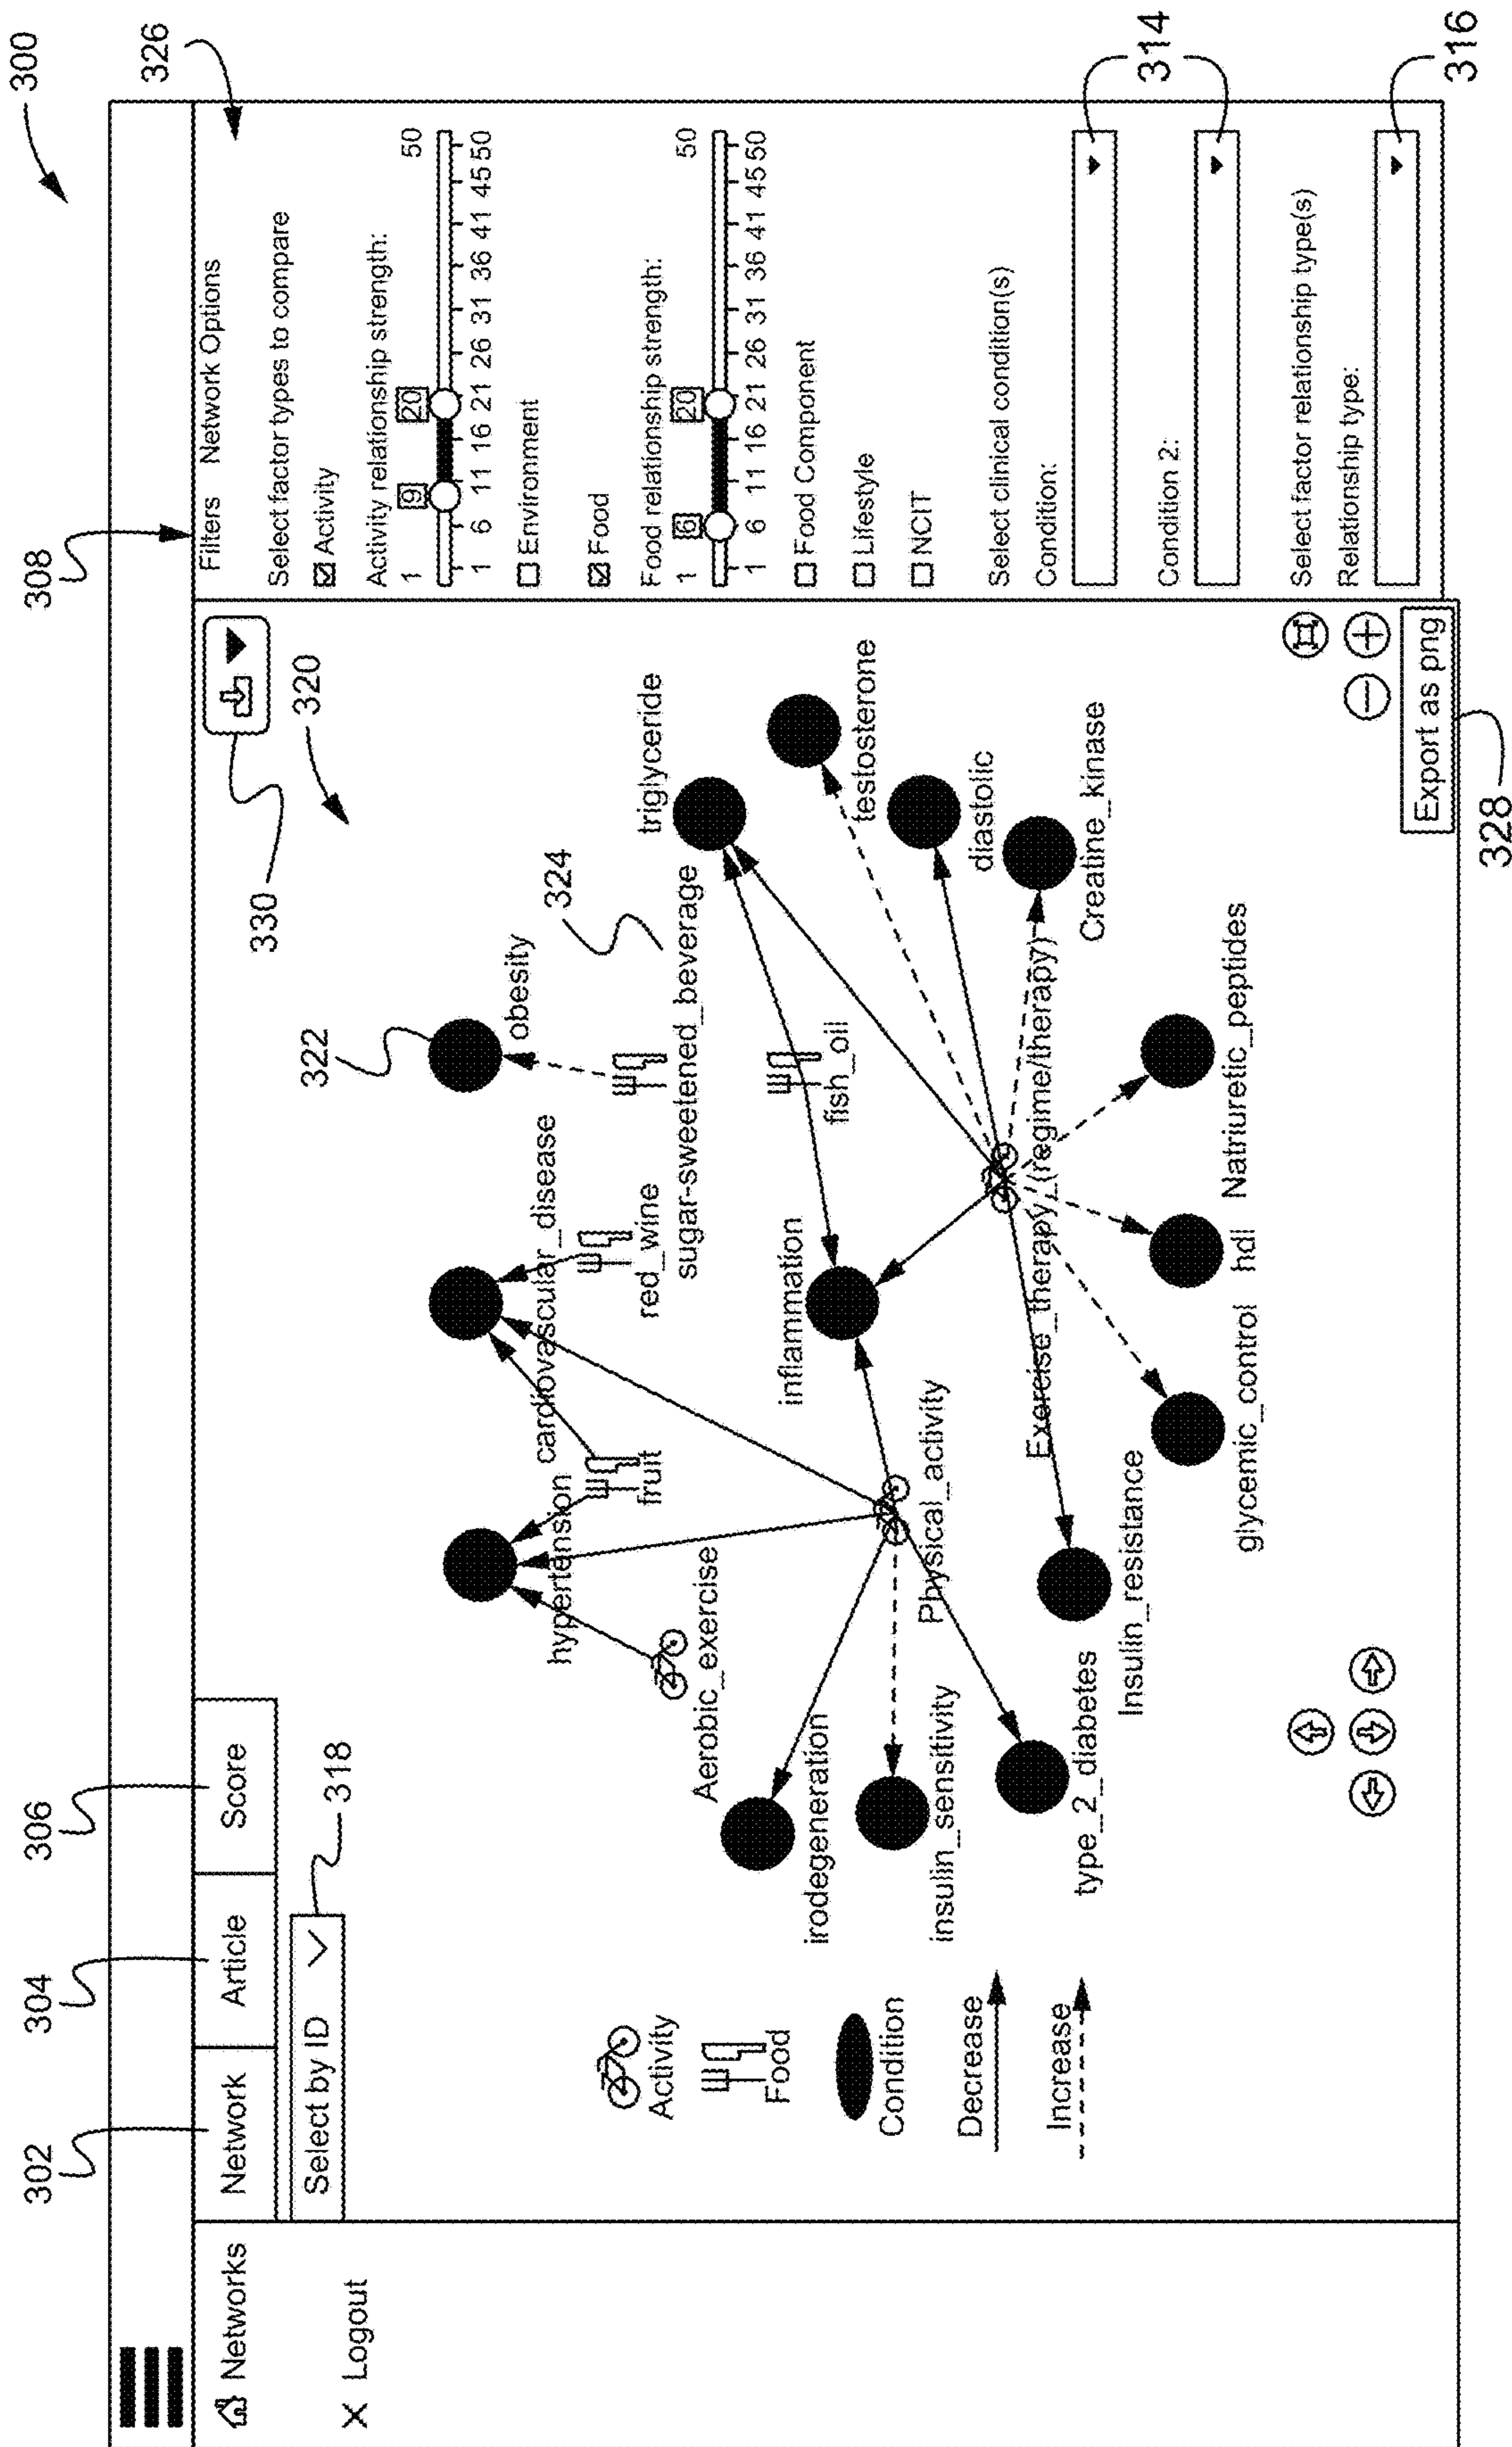 300
302
304
306
308
326
Networks
Logout
Network
Article
Score
Select by ID
318
330
320
322
324
Activity
Food
Condition
Decrease
Increase
hypertension
cardiovascular_disease
obesity
Aerobic_exercise
fruit
red_wine
sugar-sweetened_beverage
triglyceride
irodegeneration
inflammation
fish_oil
testosterone
insulin_sensitivity
Physical_activity
diastolic
type_2_diabetes
Exercise_therapy_(regime/therapy)
Creatine_kinase
Insulin_resistance
glycemic_control
hdl
Natriuretic_peptides
Export as png
328
Filters Network Options
Select factor types to compare
Activity
Activity relationship strength:
1 9 20 50
1 6 11 16 21 26 31 36 41 45 50
Environment
Food
Food relationship strength:
1 6 20 50
1 6 11 16 21 26 31 36 41 45 50
Food Component
Lifestyle
NCIT
Select clinical condition(s)
Condition:
314
Condition 2:
Select factor relationship type(s)
Relationship type:
316